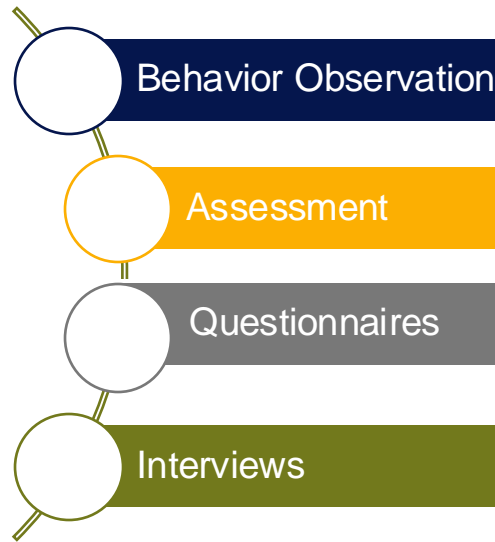 Behavior Observation
Assessment
Questionnaires
Interviews